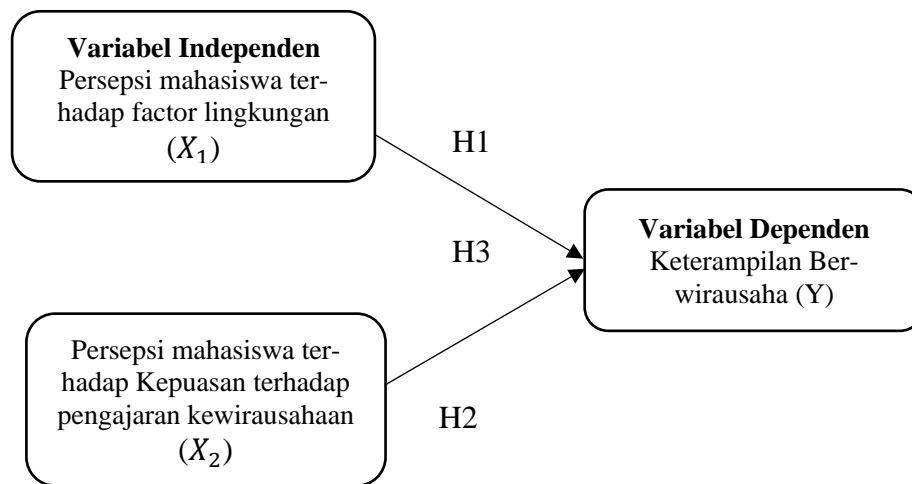 Variabel Independen
Persepsi mahasiswa ter-
hadap factor lingkungan
(𝑋₁)
H1
Variabel Dependen
Keterampilan Ber-
wirausaha (Y)
H3
Persepsi mahasiswa ter-
hadap Kepuasan terhadap
pengajaran kewirausahaan
(𝑋₂)
H2